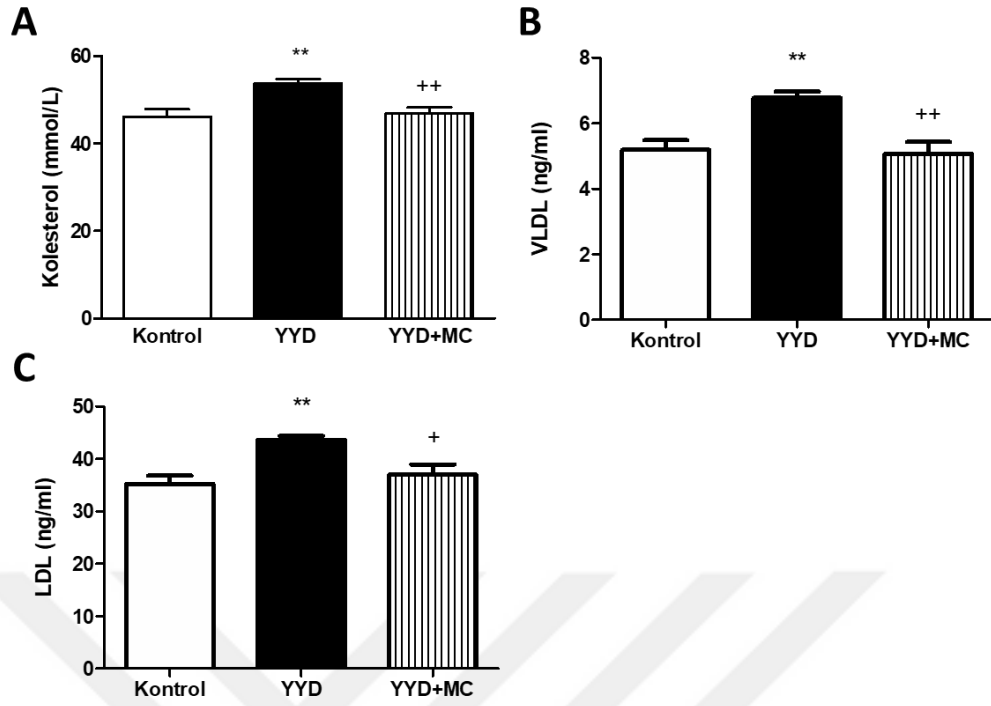 A
Kolesterol (mmol/L)
60
40
20
0
**
++
Kontrol YYD YYD+MC
B
VLDL (ng/ml)
8
6
4
2
0
**
++
Kontrol YYD YYD+MC
C
LDL (ng/ml)
50
40
30
20
10
0
**
+
Kontrol YYD YYD+MC